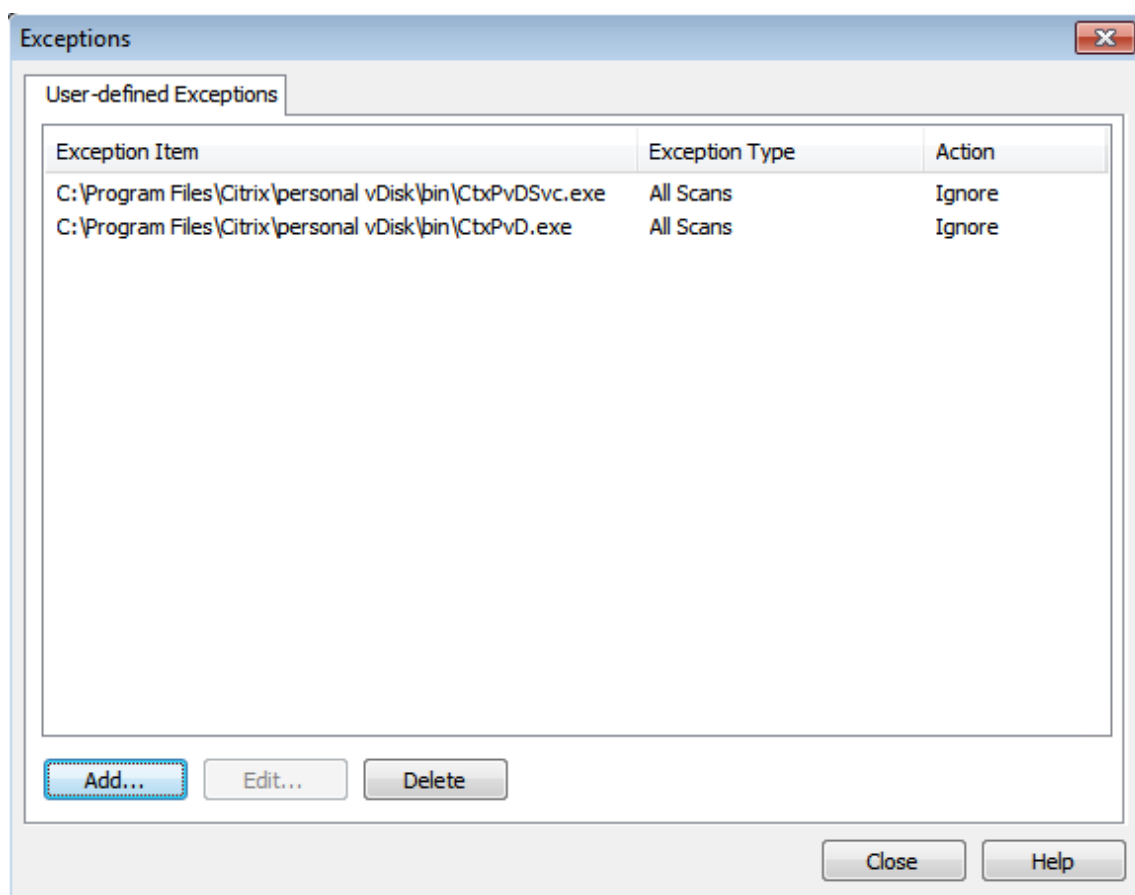 Exceptions
User-defined Exceptions
Exception Item Exception Type Action
C:\Program Files\Citrix\personal vDisk\bin\CtxPvDSvc.exe All Scans Ignore
C:\Program Files\Citrix\personal vDisk\bin\CtxPvD.exe All Scans Ignore
Add... Edit... Delete
Close Help